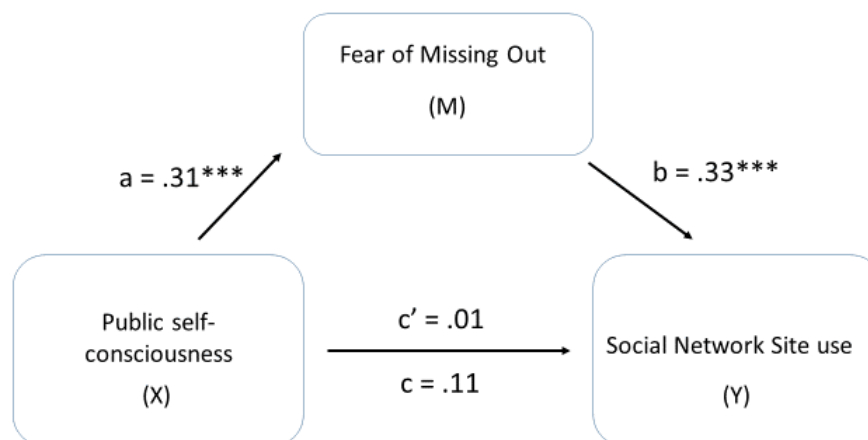 Fear of Missing Out
(M)
a = .31***
b = .33***
Public self-
consciousness
(X)
c’ = .01
c = .11
Social Network Site use
(Y)